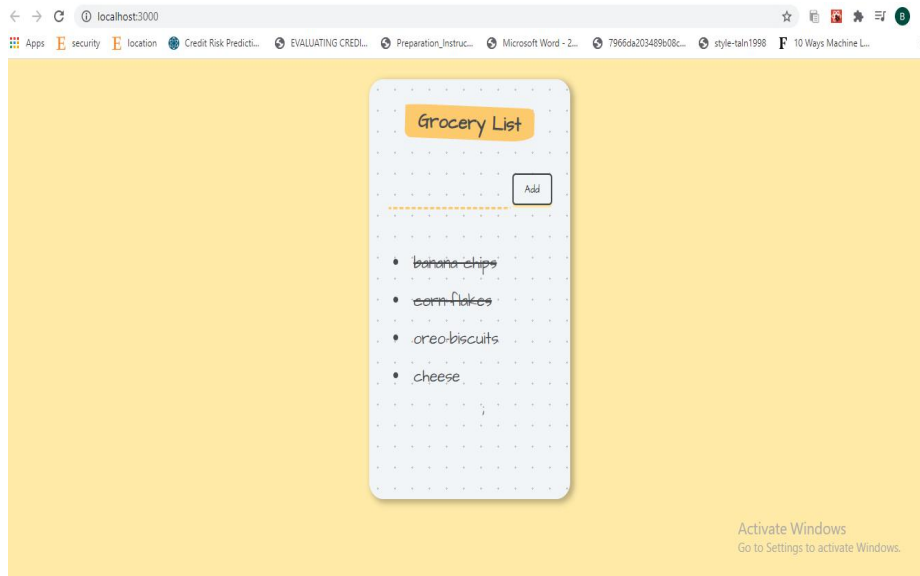 localhost:3000
B
Apps E security E location Credit Risk Predicti... EVALUATING CREDI... Preparation_Instruc... Microsoft Word - 2... 7966da203489b08c... style-taln1998 F 10 Ways Machine L...
Grocery List
Add
banana chips
corn flakes
oreo biscuits
cheese
;
Activate Windows
Go to Settings to activate Windows.